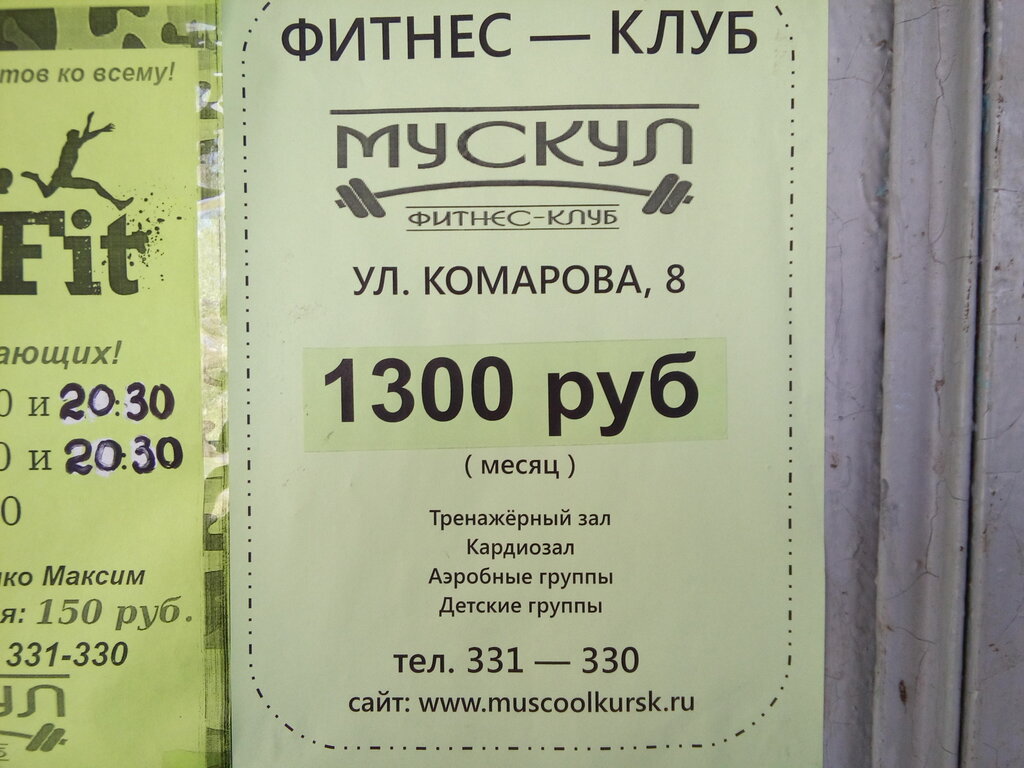 тов ко всему!
Fit
ающих!
0 и 20:30
0 и 20:30
0
ко Максим
я: 150 руб.
331-330
ФИТНЕС — КЛУБ
МУСКУЛ
ФИТНЕС-КЛУБ
УЛ. КОМАРОВА, 8
1300 руб
( месяц )
Тренажёрный зал
Кардиозал
Аэробные группы
Детские группы
тел. 331 — 330
сайт: www.muscoolkursk.ru